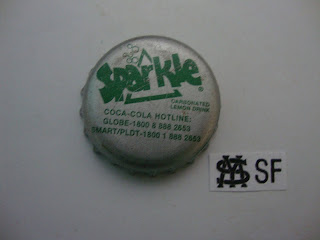 Sparkle ®
CARBONATED
LEMON DRINK
COCA-COLA HOTLINE:
GLOBE-1800 8 888 2653
SMART/PLDT-1800 1 888 2653
SF